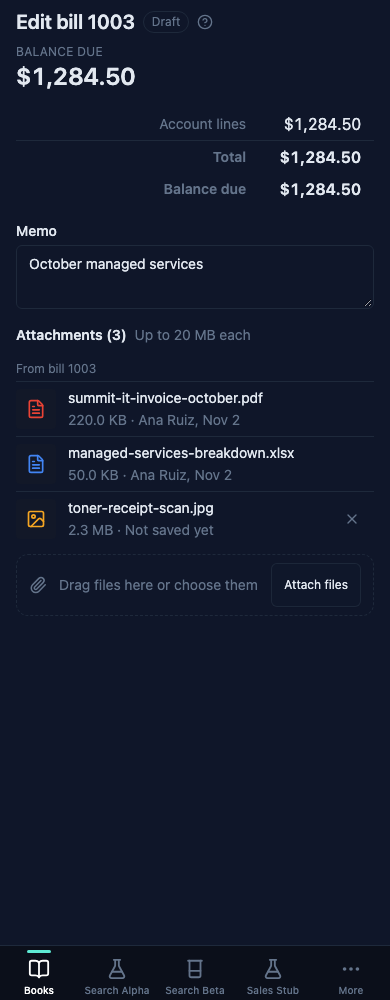 Edit bill 1003 Draft
BALANCE DUE
$1,284.50
Account lines $1,284.50
Total $1,284.50
Balance due $1,284.50
Memo
October managed services
Attachments (3) Up to 20 MB each
From bill 1003
summit-it-invoice-october.pdf
220.0 KB · Ana Ruiz, Nov 2
managed-services-breakdown.xlsx
50.0 KB · Ana Ruiz, Nov 2
toner-receipt-scan.jpg
2.3 MB · Not saved yet
Drag files here or choose them Attach files
Books Search Alpha Search Beta Sales Stub More